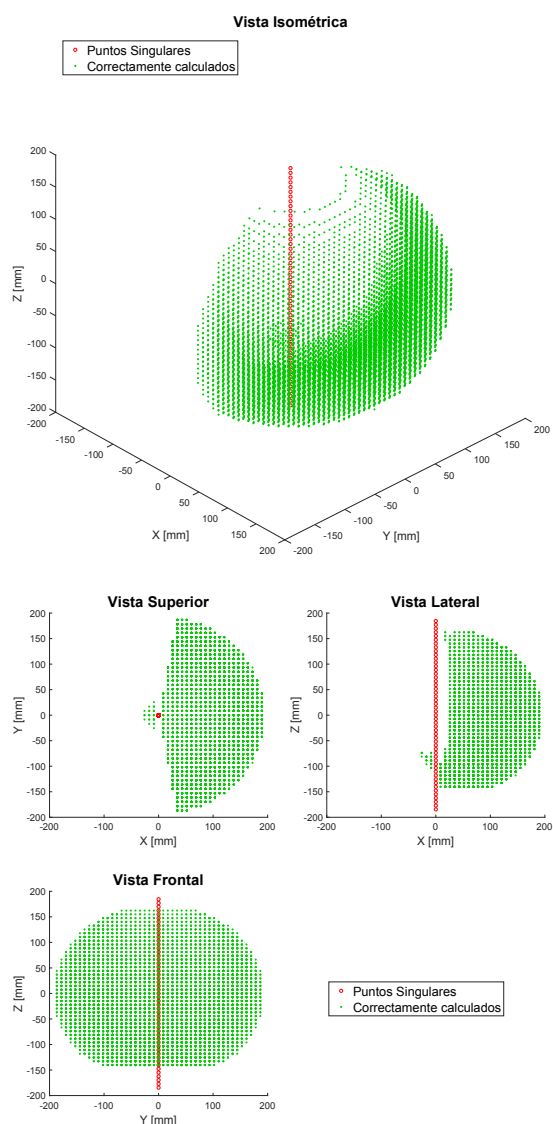 Vista Isométrica
Puntos Singulares
Correctamente calculados
200
150
100
50
0
-50
-100
-150
-200
Z [mm]
-200
-150
-100
-50
0
50
100
150
200
X [mm]
-200
-150
-100
-50
0
50
100
150
200
Y [mm]
Vista Superior
200
150
100
50
0
-50
-100
-150
-200
Y [mm]
-200 -100 0 100 200
X [mm]
Vista Lateral
200
150
100
50
0
-50
-100
-150
-200
Z [mm]
-200 -100 0 100 200
X [mm]
Vista Frontal
200
150
100
50
0
-50
-100
-150
-200
Z [mm]
-200 -100 0 100 200
Y [mm]
Puntos Singulares
Correctamente calculados